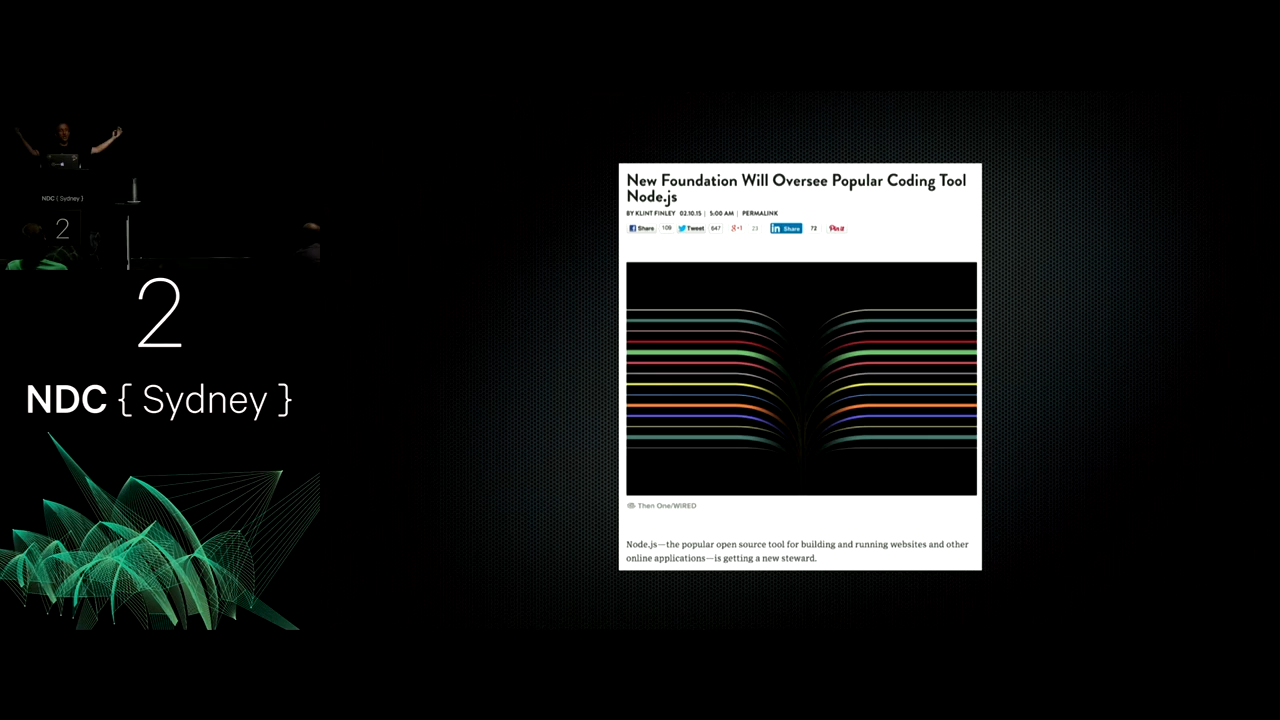 NDC { Sydney }
2
2
NDC { Sydney }
New Foundation Will Oversee Popular Coding Tool
Node.js
BY KLINT FINLEY 02.10.15 | 5:00 AM | PERMALINK
Share 109 Tweet 647 g+1 23 in Share 72 Pin it
Then One/WIRED
Node.js—the popular open source tool for building and running websites and other
online applications—is getting a new steward.